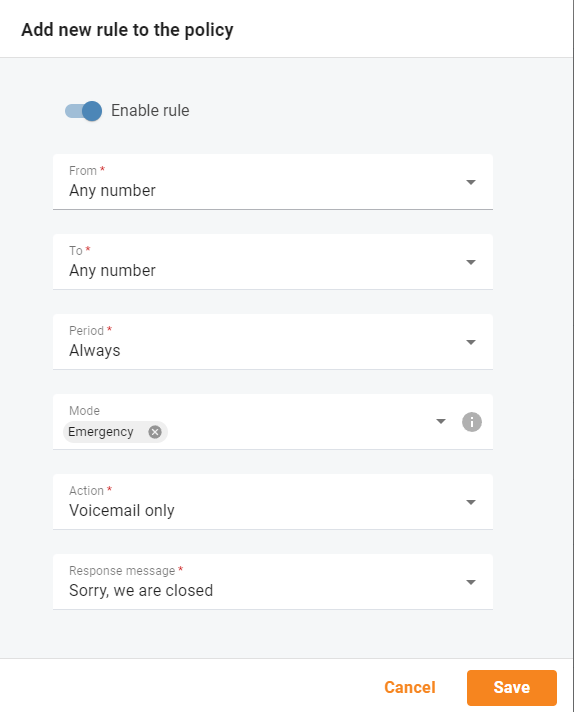 Add new rule to the policy
Enable rule
From *
Any number
To *
Any number
Period *
Always
Mode
Emergency
Action *
Voicemail only
Response message *
Sorry, we are closed
Cancel Save